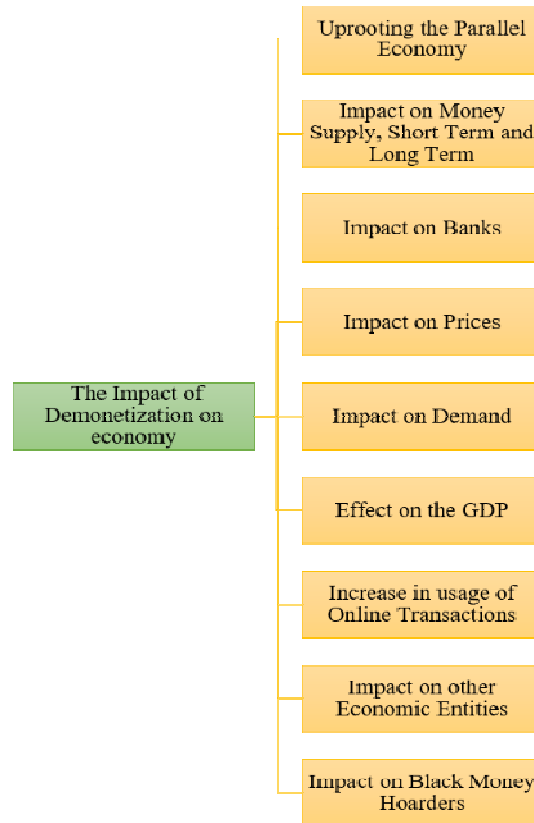 Uprooting the Parallel
Economy
Impact on Money
Supply, Short Term and
Long Term
Impact on Banks
Impact on Prices
The Impact of
Demonetization on
economy
Impact on Demand
Effect on the GDP
Increase in usage of
Online Transactions
Impact on other
Economic Entities
Impact on Black Money
Hoarders